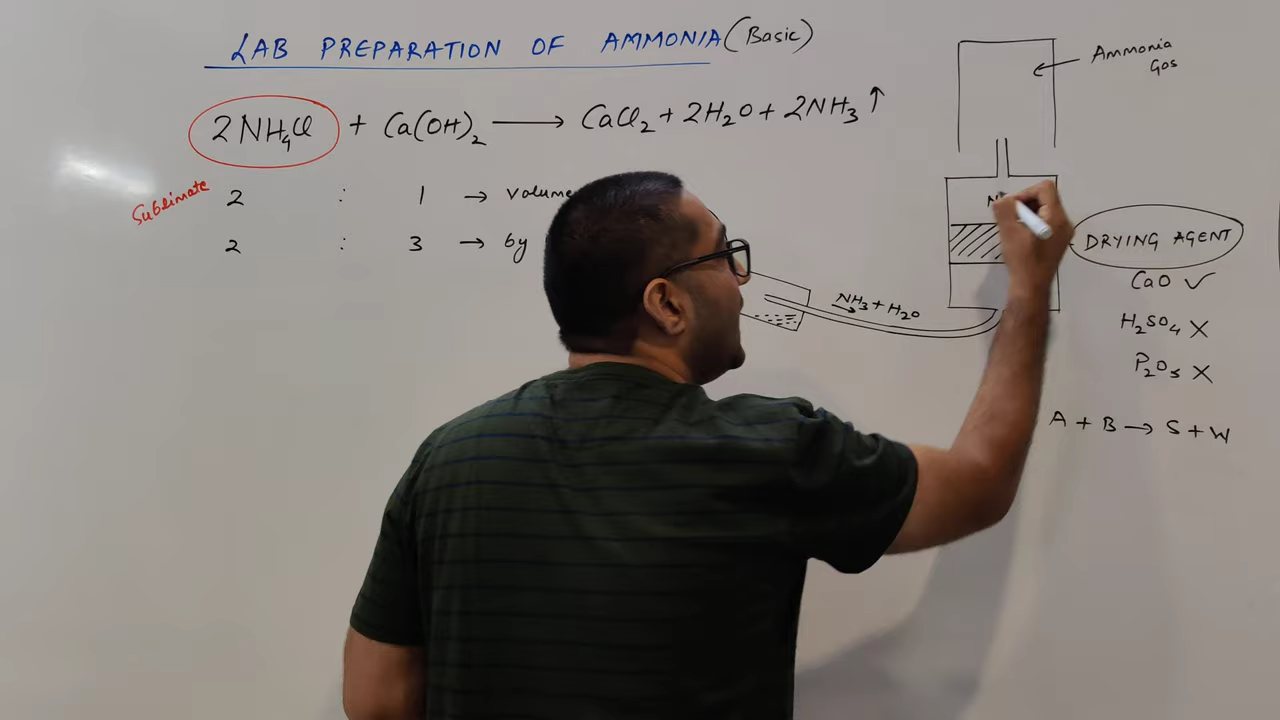 LAB PREPARATION OF AMMONIA (Basic)
2NH4Cl + Ca(OH)2 ⟶ CaCl2 + 2H2O + 2NH3 ↑
Sublimate
2 : 1 → volume
2 : 3 → by
Ammonia
Gas
N
NH3 + H2O
DRYING AGENT
CaO ✓
H2SO4 X
P2O5 X
A + B → S + W